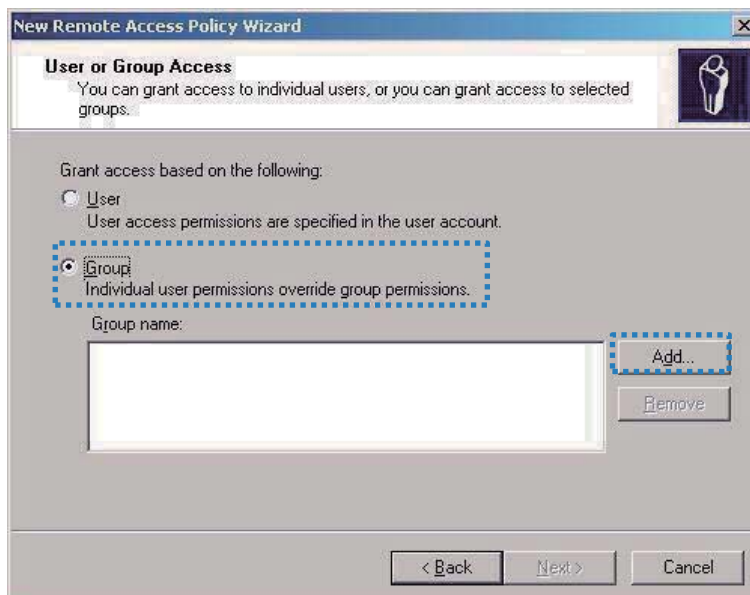 New Remote Access Policy Wizard
User or Group Access
You can grant access to individual users, or you can grant access to selected
groups.
Grant access based on the following:
User
User access permissions are specified in the user account.
Group
Individual user permissions override group permissions.
Group name:
Add...
Remove
< Back
Next >
Cancel